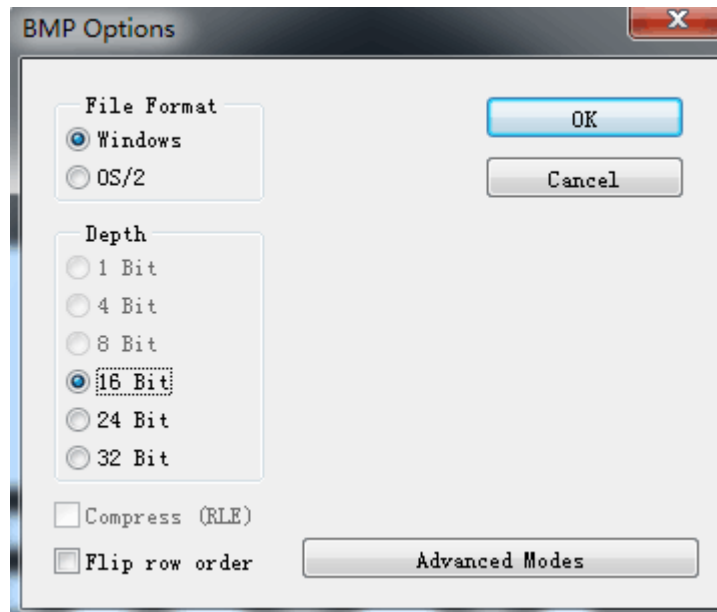 BMP Options
File Format
Windows
OS/2
OK
Cancel
Depth
1 Bit
4 Bit
8 Bit
16 Bit
24 Bit
32 Bit
Compress (RLE)
Flip row order
Advanced Modes